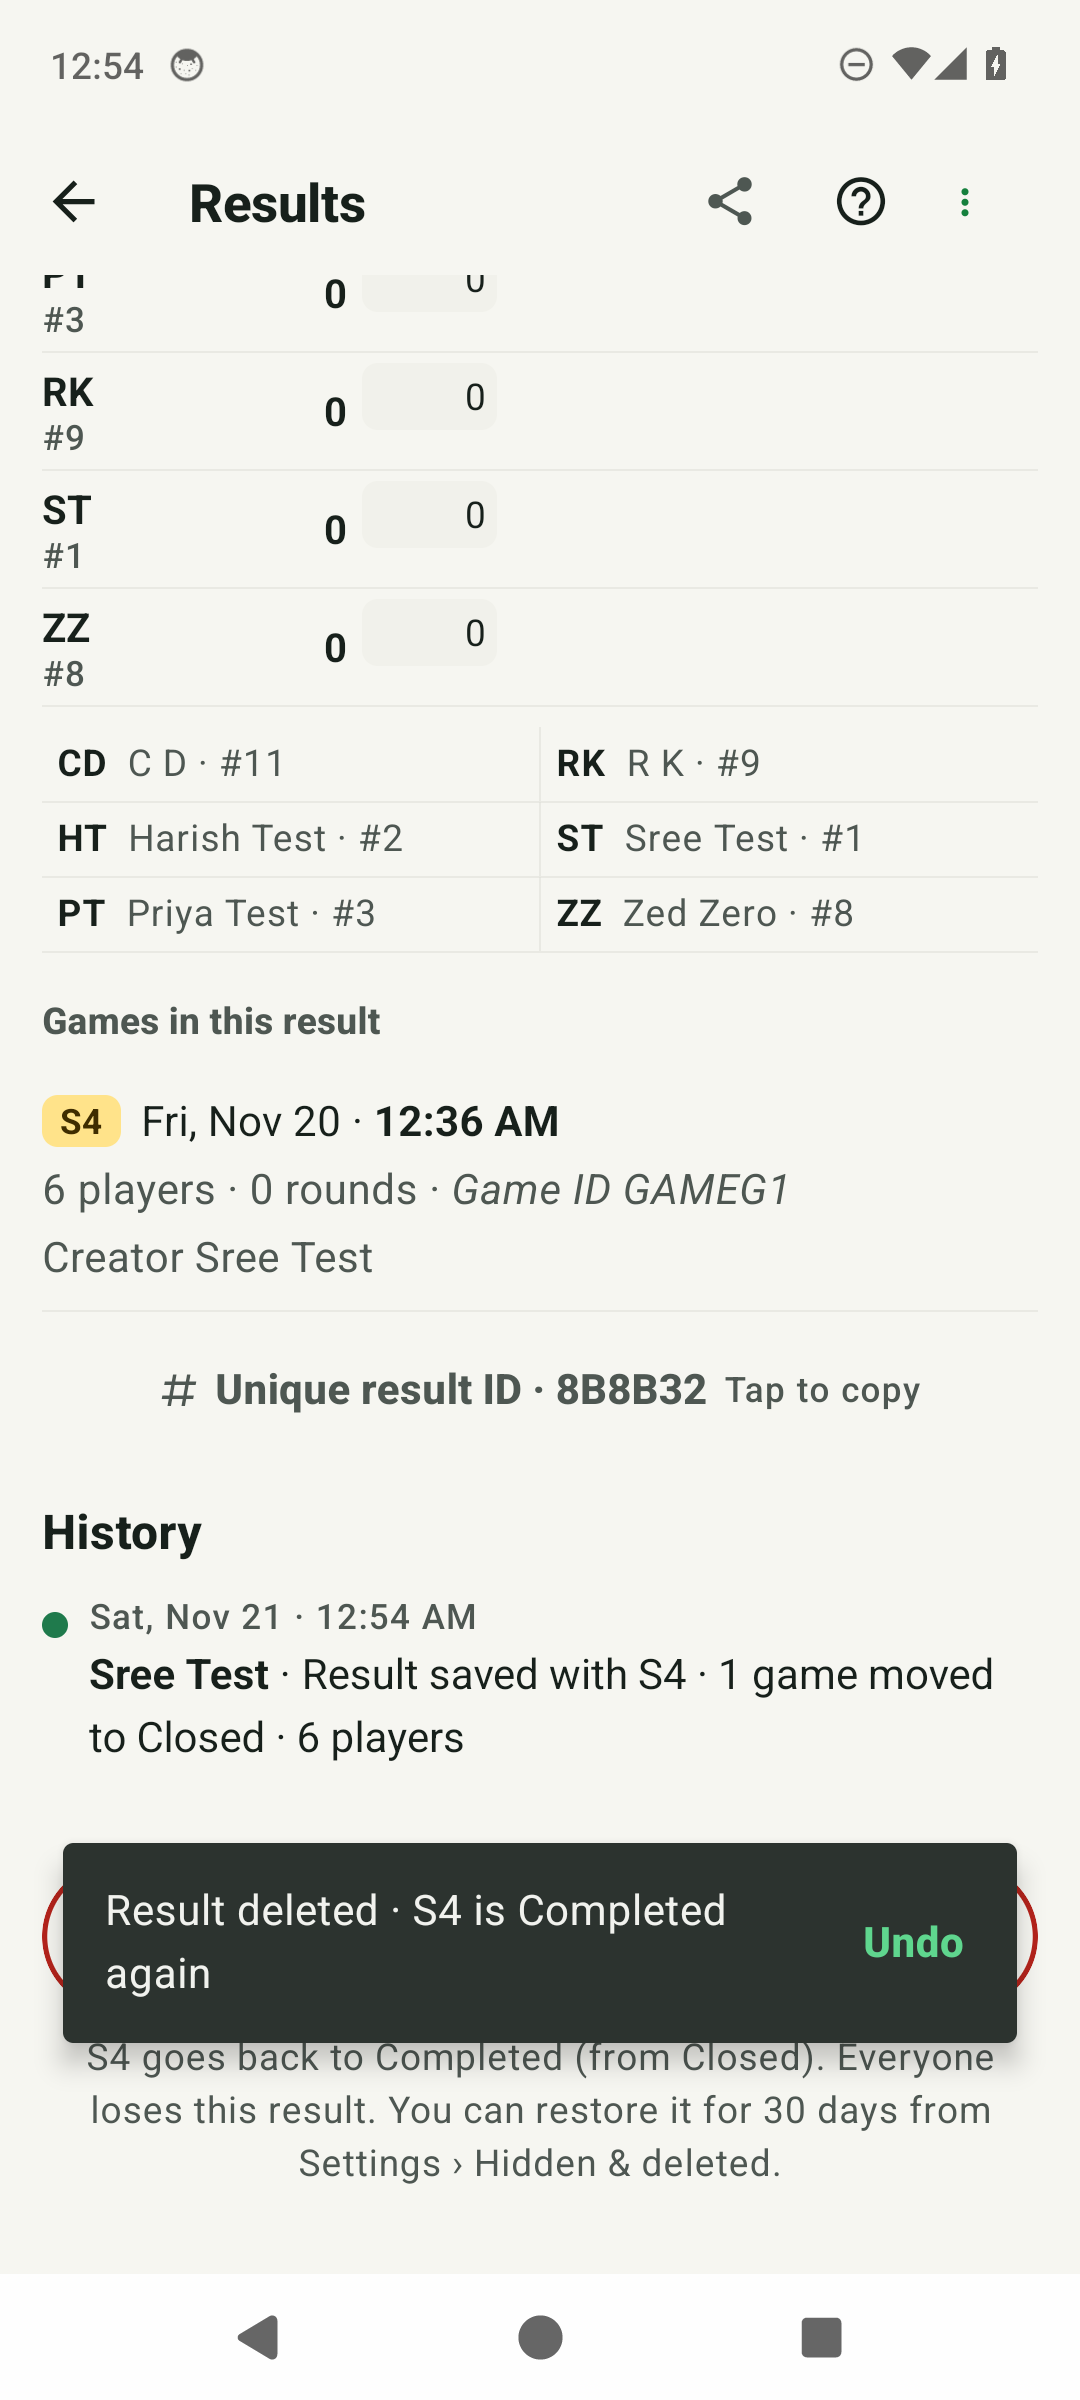 12:54
Results
PT 0 0
#3
RK 0 0
#9
ST 0 0
#1
ZZ 0 0
#8
CD C D · #11 RK R K · #9
HT Harish Test · #2 ST Sree Test · #1
PT Priya Test · #3 ZZ Zed Zero · #8
Games in this result
S4 Fri, Nov 20 · 12:36 AM
6 players · 0 rounds · Game ID GAMEG1
Creator Sree Test
# Unique result ID · 8B8B32 Tap to copy
History
Sat, Nov 21 · 12:54 AM
Sree Test · Result saved with S4 · 1 game moved
to Closed · 6 players
Result deleted · S4 is Completed
again
Undo
S4 goes back to Completed (from Closed). Everyone
loses this result. You can restore it for 30 days from
Settings › Hidden & deleted.